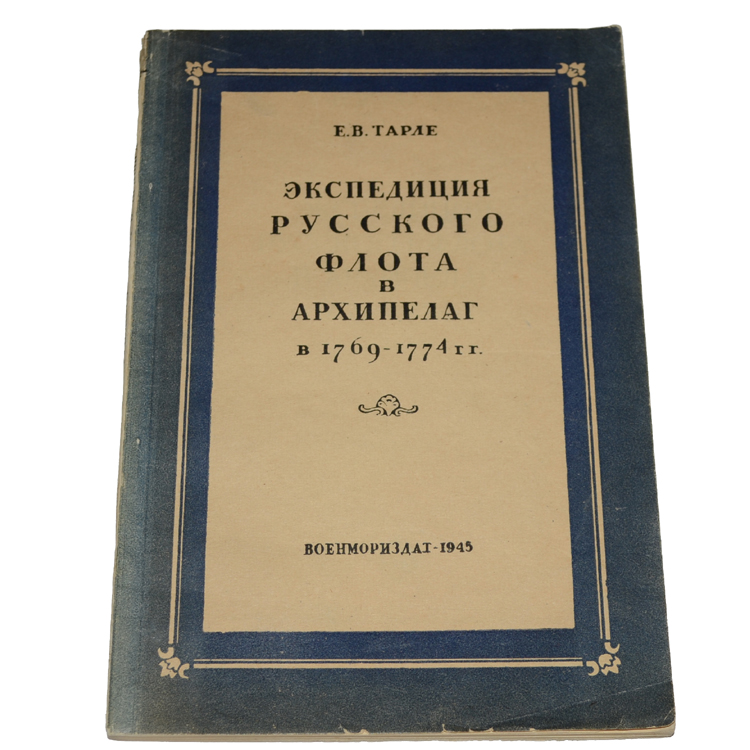 Е.В. ТАРЛЕ
ЭКСПЕДИЦИЯ
РУССКОГО
ФЛОТА
В
АРХИПЕЛАГ
В 1769-1774 гг.
ВОЕНМОРИЗДАТ-1945